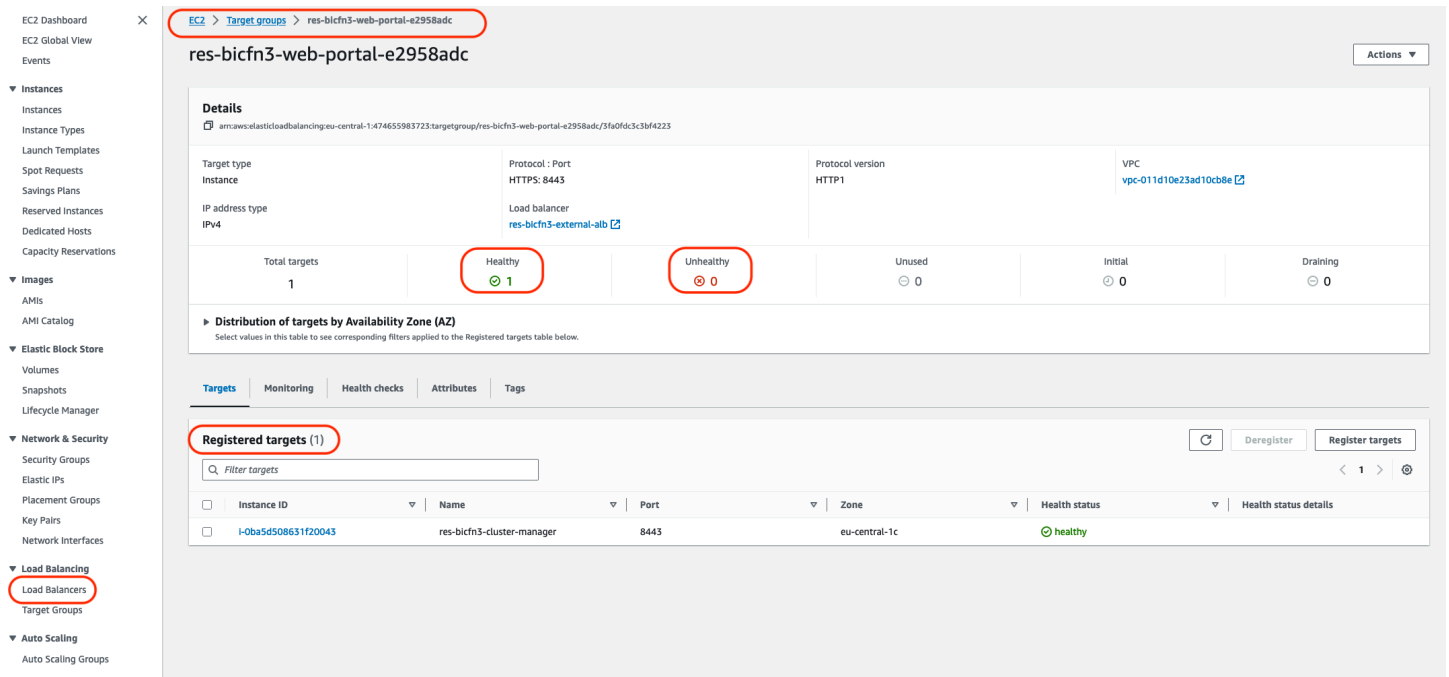 EC2 Dashboard
EC2 Global View
Events
Instances
Instances
Instance Types
Launch Templates
Spot Requests
Savings Plans
Reserved Instances
Dedicated Hosts
Capacity Reservations
Images
AMIs
AMI Catalog
Elastic Block Store
Volumes
Snapshots
Lifecycle Manager
Network & Security
Security Groups
Elastic IPs
Placement Groups
Key Pairs
Network Interfaces
Load Balancing
Load Balancers
Target Groups
Auto Scaling
Auto Scaling Groups
EC2 > Target groups > res-bicfn3-web-portal-e2958adc
res-bicfn3-web-portal-e2958adc
Actions
Details
arn:aws:elasticloadbalancing:eu-central-1:474655983723:targetgroup/res-bicfn3-web-portal-e2958adc/3fa0fdc3c3bf4223
Target type Protocol : Port Protocol version VPC
Instance HTTPS: 8443 HTTP1 vpc-011d10e23ad10cb8e
IP address type Load balancer
IPv4 res-bicfn3-external-alb
Total targets Healthy Unhealthy Unused Initial Draining
1 1 0 0 0 0
Distribution of targets by Availability Zone (AZ)
Select values in this table to see corresponding filters applied to the Registered targets table below.
Targets Monitoring Health checks Attributes Tags
Registered targets (1) Deregister Register targets
Filter targets < 1 >
Instance ID Name Port Zone Health status Health status details
i-0ba5d508631f20043 res-bicfn3-cluster-manager 8443 eu-central-1c healthy